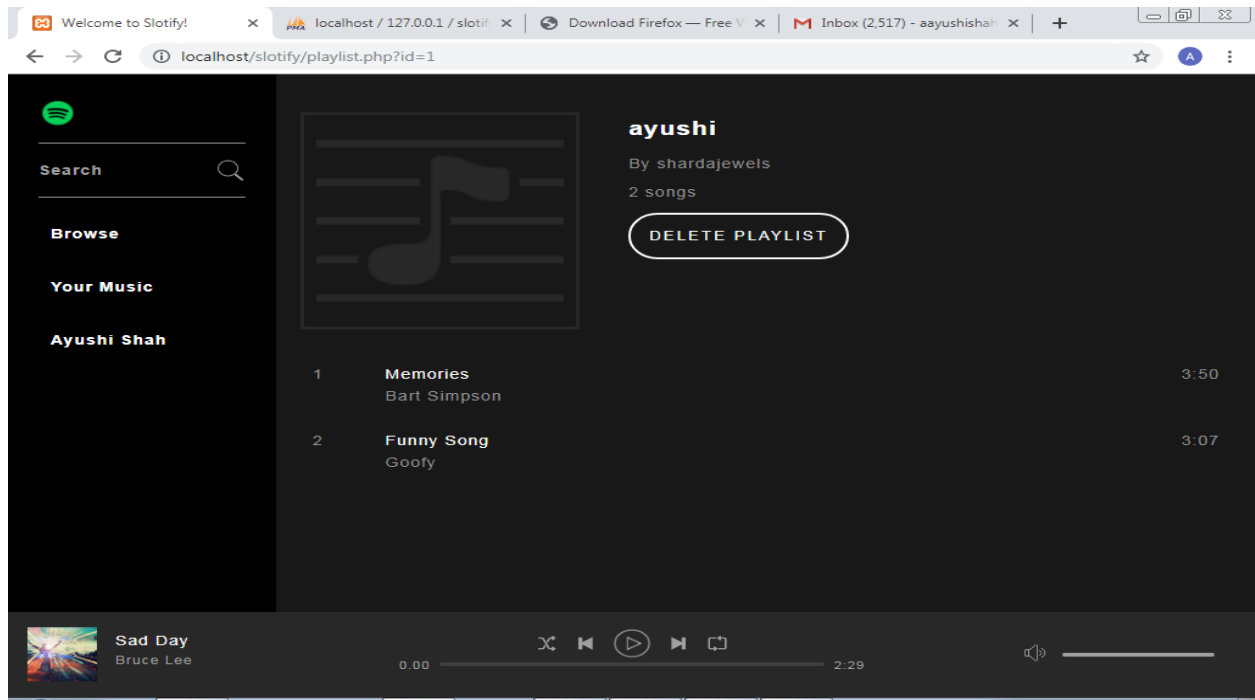 Welcome to Slotify!
localhost / 127.0.0.1 / slotif
Download Firefox — Free
Inbox (2,517) - aayushishah
localhost/slotify/playlist.php?id=1
A
Search
Browse
Your Music
Ayushi Shah
ayushi
By shardajewels
2 songs
DELETE PLAYLIST
1 Memories 3:50
Bart Simpson
2 Funny Song 3:07
Goofy
Sad Day
Bruce Lee
0.00 2:29